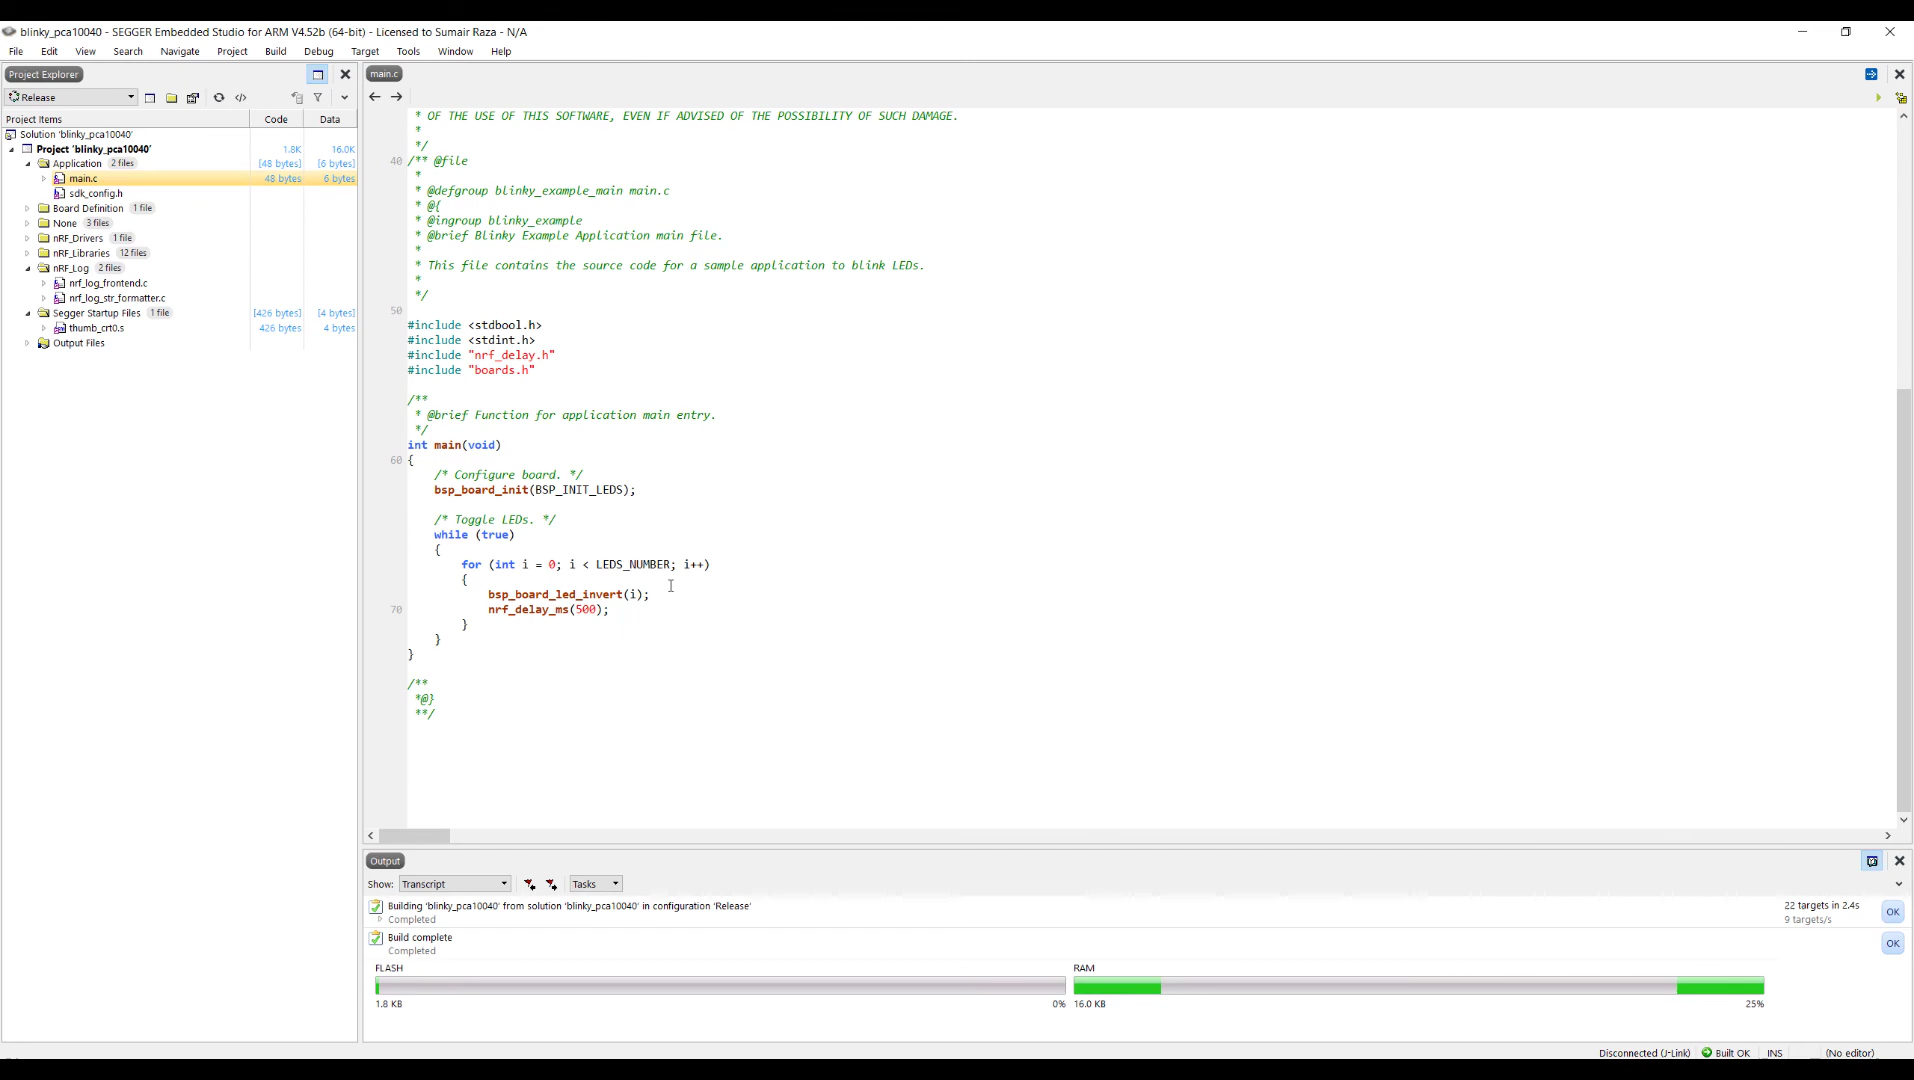 blinky_pca10040 - SEGGER Embedded Studio for ARM V4.52b (64-bit) - Licensed to Sumair Raza - N/A
File Edit View Search Navigate Project Build Debug Target Tools Window Help
Project Explorer
Release
Project Items Code Data
Solution 'blinky_pca10040'
Project 'blinky_pca10040' 1.8K 16.0K
Application 2 files [48 bytes] [6 bytes]
main.c 48 bytes 6 bytes
sdk_config.h
Board Definition 1 file
None 3 files
nRF_Drivers 1 file
nRF_Libraries 12 files
nRF_Log 2 files
nrf_log_frontend.c
nrf_log_str_formatter.c
Segger Startup Files 1 file [426 bytes] [4 bytes]
thumb_crt0.s 426 bytes 4 bytes
Output Files
main.c
* OF THE USE OF THIS SOFTWARE, EVEN IF ADVISED OF THE POSSIBILITY OF SUCH DAMAGE.
*
*/
40 /** @file
*
* @defgroup blinky_example_main main.c
* @{
* @ingroup blinky_example
* @brief Blinky Example Application main file.
*
* This file contains the source code for a sample application to blink LEDs.
*
*/
50
#include <stdbool.h>
#include <stdint.h>
#include "nrf_delay.h"
#include "boards.h"
/**
* @brief Function for application main entry.
*/
int main(void)
60 {
/* Configure board. */
bsp_board_init(BSP_INIT_LEDS);
/* Toggle LEDs. */
while (true)
{
for (int i = 0; i < LEDS_NUMBER; i++)
{
bsp_board_led_invert(i);
70 nrf_delay_ms(500);
}
}
}
/**
*@}
**/
Output
Show: Transcript Tasks
Building 'blinky_pca10040' from solution 'blinky_pca10040' in configuration 'Release' 22 targets in 2.4s
Completed 9 targets/s OK
Build complete
Completed OK
FLASH RAM
1.8 KB 0% 16.0 KB 25%
Disconnected (J-Link) Built OK INS (No editor)